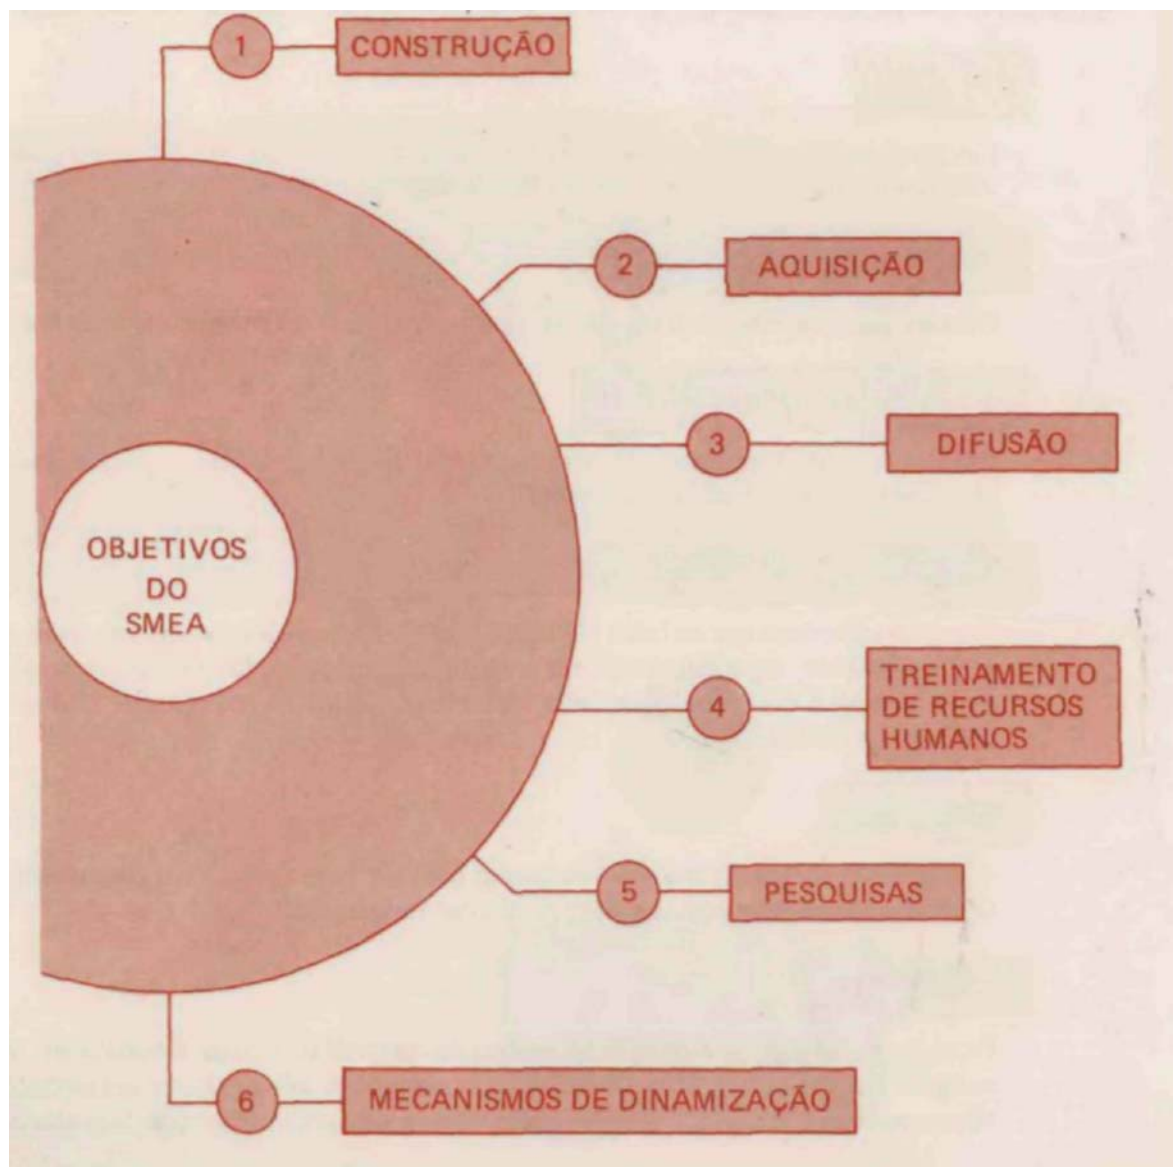 1
CONSTRUÇÃO
2
AQUISIÇÃO
3
DIFUSÃO
OBJETIVOS
DO
SMEA
4
TREINAMENTO
DE RECURSOS
HUMANOS
5
PESQUISAS
6
MECANISMOS DE DINAMIZAÇÃO